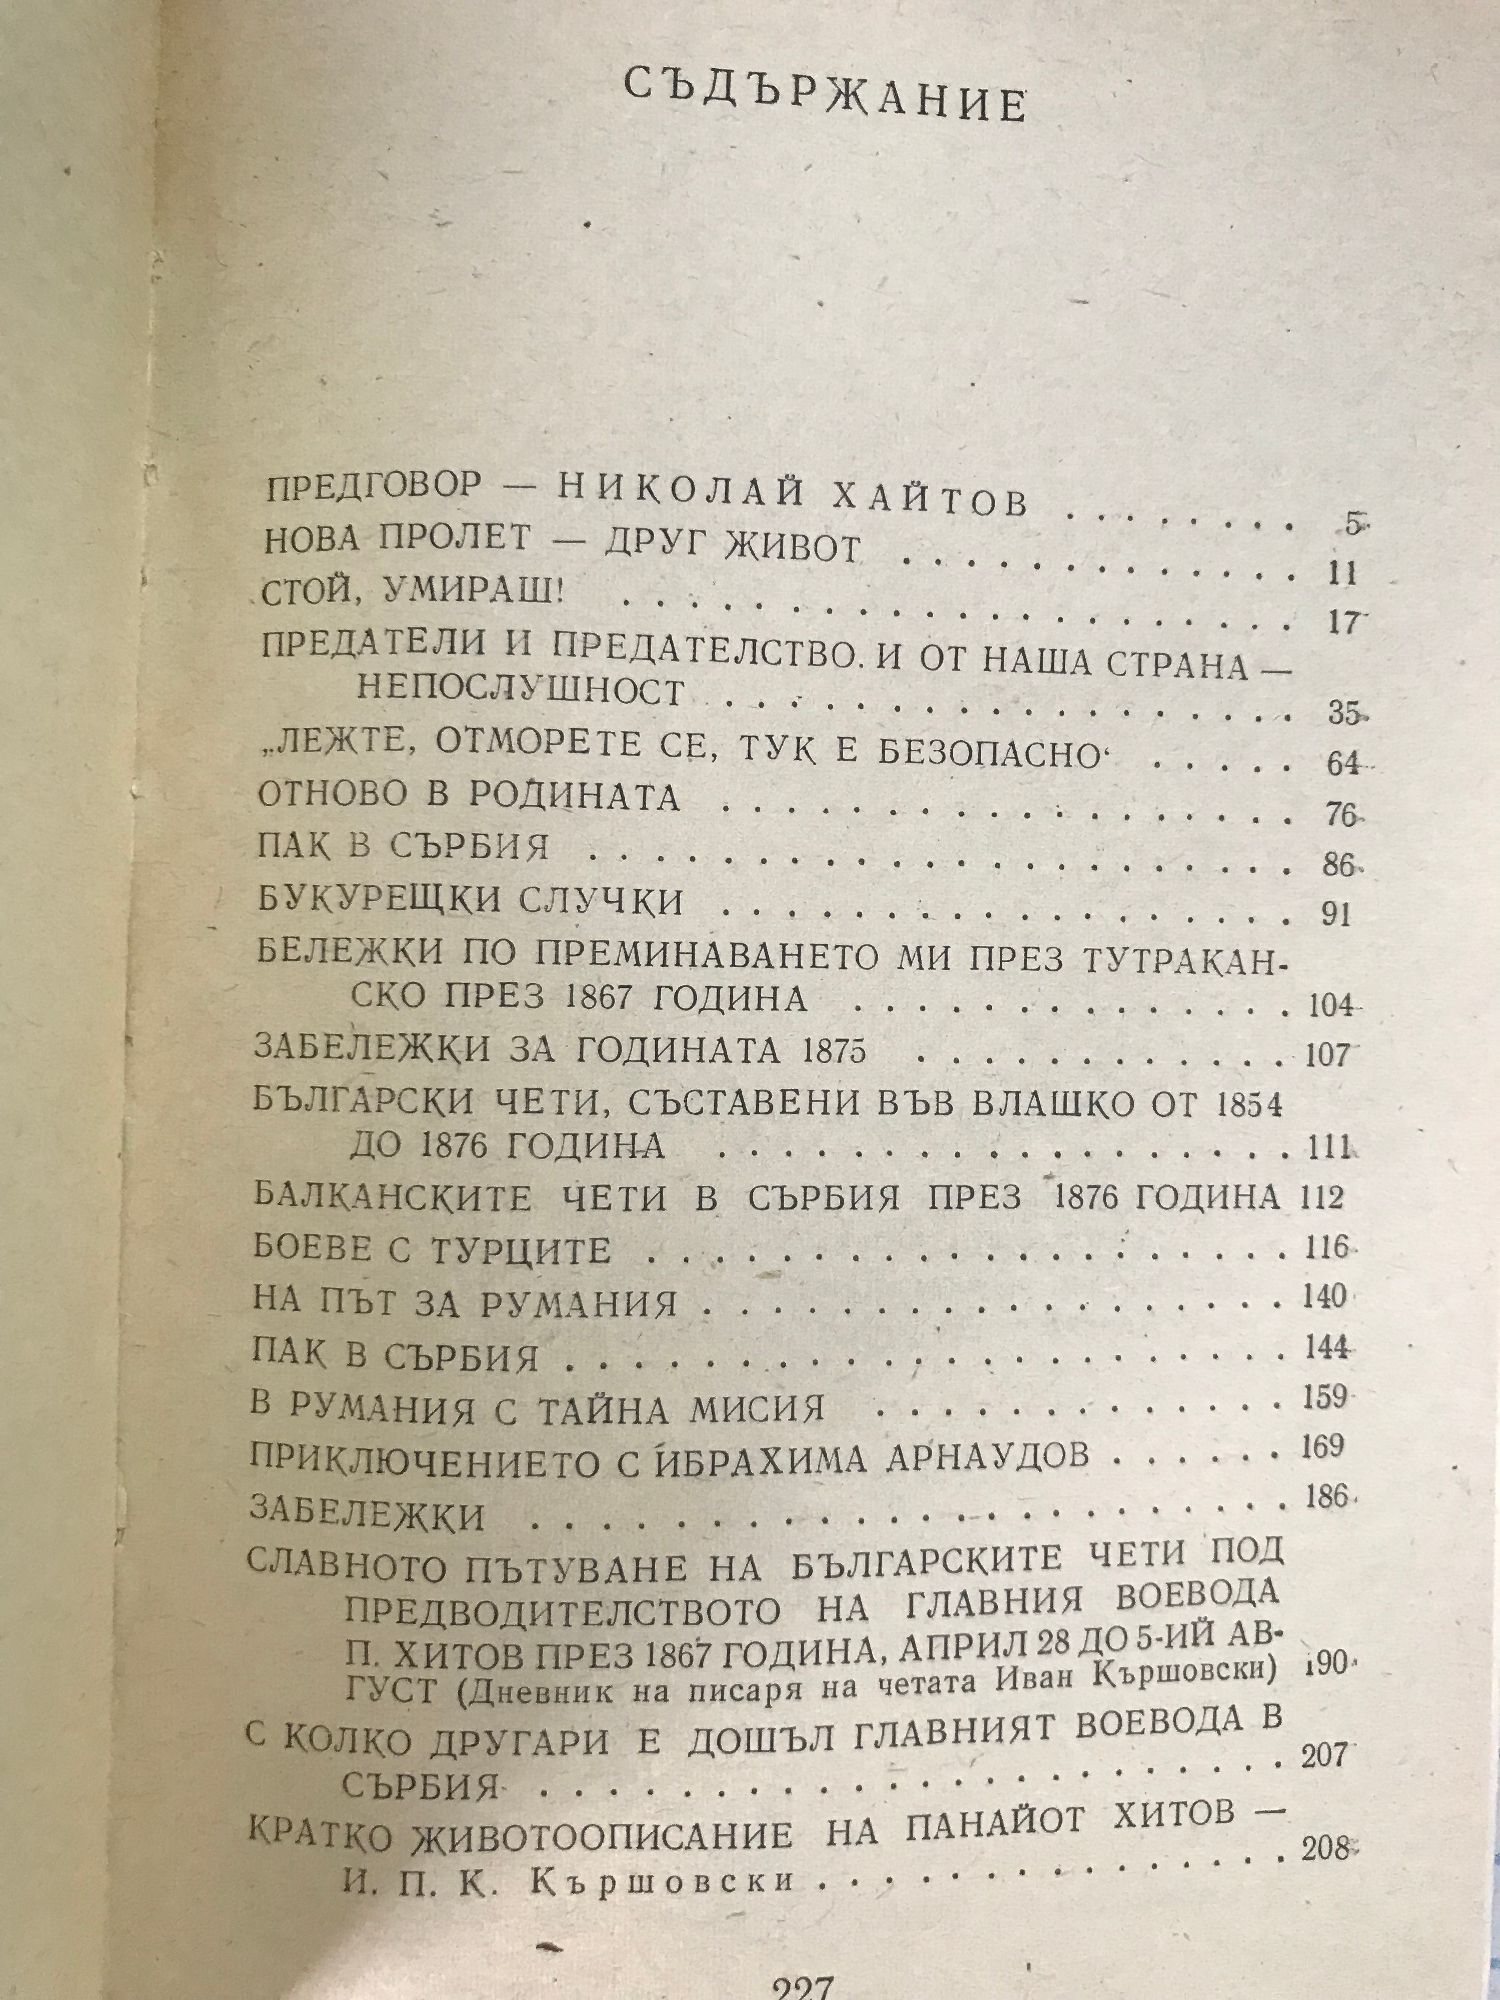 СЪДЪРЖАНИЕ
ПРЕДГОВОР — НИКОЛАЙ ХАЙТОВ . . . . . . . . 5
НОВА ПРОЛЕТ — ДРУГ ЖИВОТ . . . . . . . . . . . . 11
СТОЙ, УМИРАШ! . . . . . . . . . . . . . . . . . . . . 17
ПРЕДАТЕЛИ И ПРЕДАТЕЛСТВО. И ОТ НАША СТРАНА —
НЕПОСЛУШНОСТ . . . . . . . . . . . . . . . . . 35
„ЛЕЖТЕ, ОТМОРЕТЕ СЕ, ТУК Е БЕЗОПАСНО‘ . . . . . 64
ОТНОВО В РОДИНАТА . . . . . . . . . . . . . . . . . 76
ПАК В СЪРБИЯ . . . . . . . . . . . . . . . . . . . . . 86
БУКУРЕЩКИ СЛУЧКИ . . . . . . . . . . . . . . . . . 91
БЕЛЕЖКИ ПО ПРЕМИНАВАНЕТО МИ ПРЕЗ ТУТРАКАН-
СКО ПРЕЗ 1867 ГОДИНА . . . . . . . . . . . . . . 104
ЗАБЕЛЕЖКИ ЗА ГОДИНАТА 1875 . . . . . . . . . . . 107
БЪЛГАРСКИ ЧЕТИ, СЪСТАВЕНИ ВЪВ ВЛАШКО ОТ 1854
ДО 1876 ГОДИНА . . . . . . . . . . . . . . . . . 111
БАЛКАНСКИТЕ ЧЕТИ В СЪРБИЯ ПРЕЗ 1876 ГОДИНА 112
БОЕВЕ С ТУРЦИТЕ . . . . . . . . . . . . . . . . . . . 116
НА ПЪТ ЗА РУМАНИЯ . . . . . . . . . . . . . . . . . 140
ПАК В СЪРБИЯ . . . . . . . . . . . . . . . . . . . . . 144
В РУМАНИЯ С ТАЙНА МИСИЯ . . . . . . . . . . . . 159
ПРИКЛЮЧЕНИЕТО С ИБРАХИМА АРНАУДОВ . . . . . . 169
ЗАБЕЛЕЖКИ . . . . . . . . . . . . . . . . . . . . . 186
СЛАВНОТО ПЪТУВАНЕ НА БЪЛГАРСКИТЕ ЧЕТИ ПОД
ПРЕДВОДИТЕЛСТВОТО НА ГЛАВНИЯ ВОЕВОДА
П. ХИТОВ ПРЕЗ 1867 ГОДИНА, АПРИЛ 28 ДО 5-ИЙ АВ-
ГУСТ (Дневник на писаря на четата Иван Кършовски) 190
С КОЛКО ДРУГАРИ Е ДОШЪЛ ГЛАВНИЯТ ВОЕВОДА В
СЪРБИЯ . . . . . . . . . . . . . . . . . . . . . . 207
КРАТКО ЖИВОТООПИСАНИЕ НА ПАНАЙОТ ХИТОВ —
И. П. К. Кършовски . . . . . . . . . . . . . . 208
227